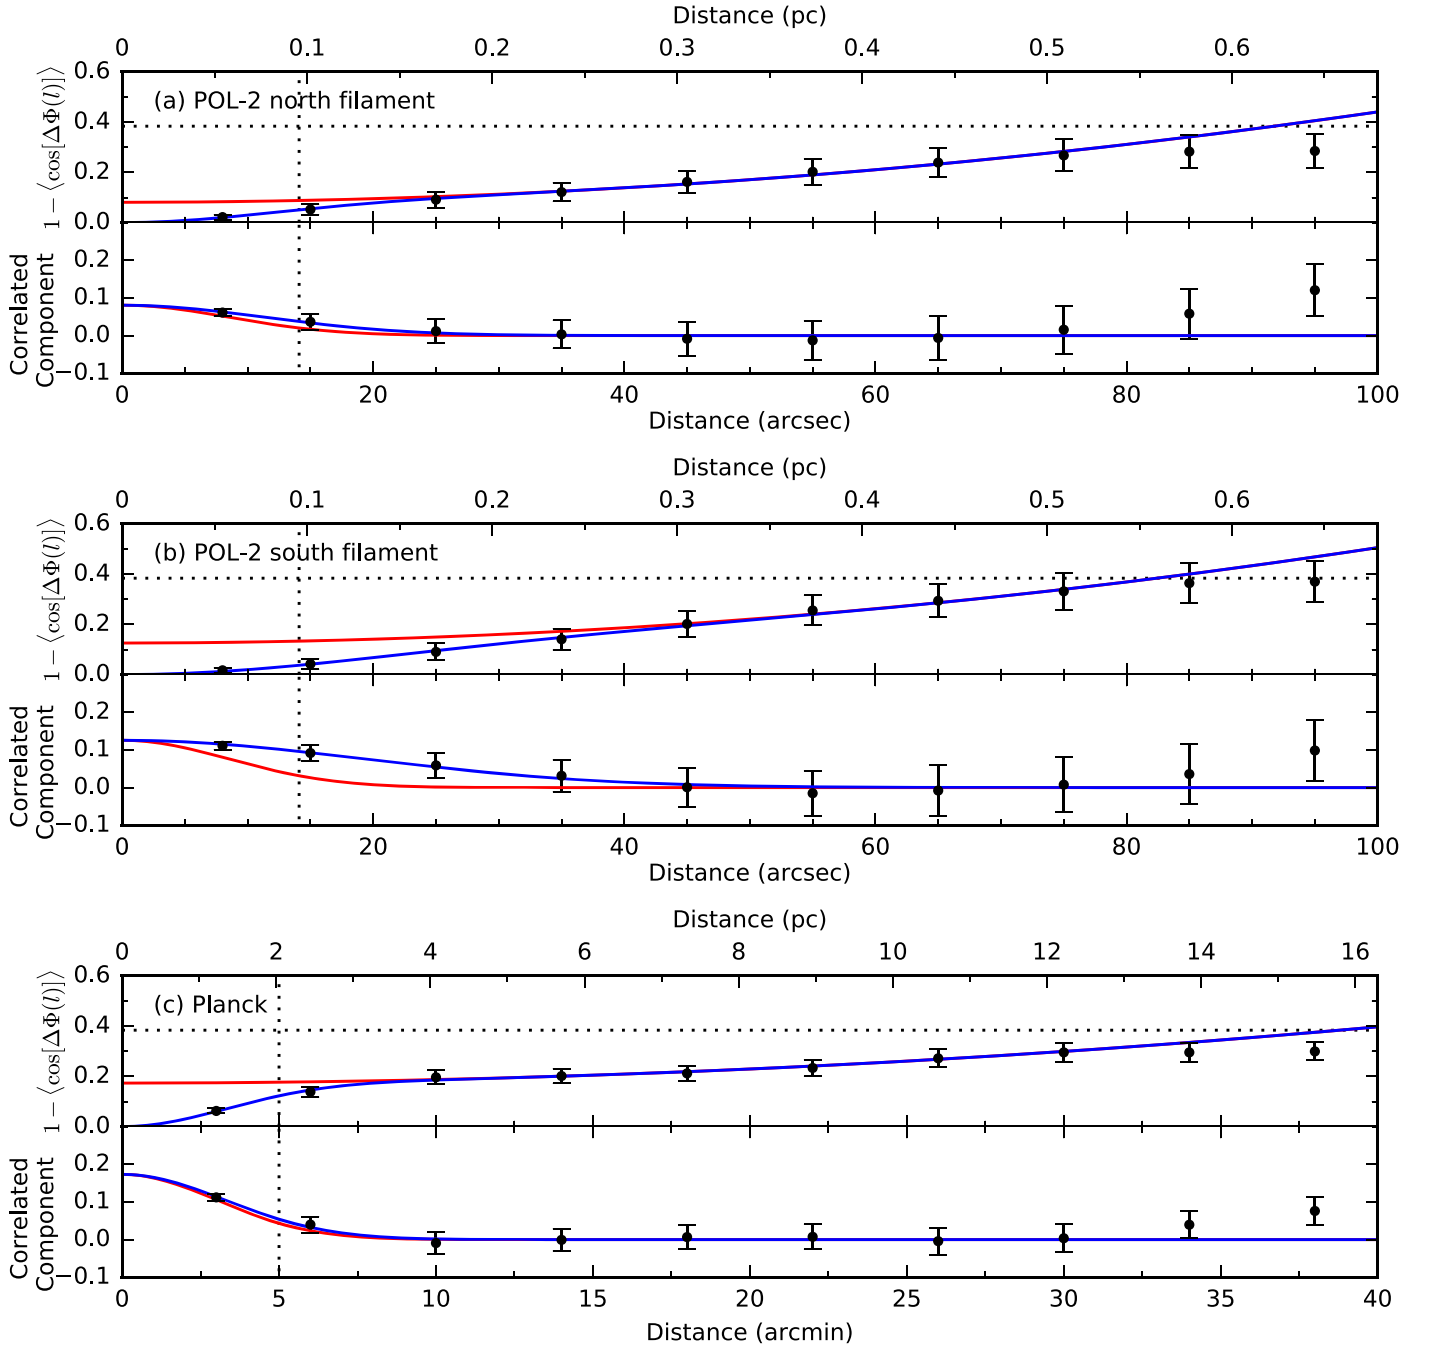 Distance (pc)
0 0.1 0.2 0.3 0.4 0.5 0.6
0.6
0.4
0.2
0.0
1 − ⟨cos[ΔΦ(l)]⟩
(a) POL-2 north filament
0.2
0.1
0.0
−0.1
Correlated
Component
0 20 40 60 80 100
Distance (arcsec)
Distance (pc)
0 0.1 0.2 0.3 0.4 0.5 0.6
0.6
0.4
0.2
0.0
1 − ⟨cos[ΔΦ(l)]⟩
(b) POL-2 south filament
0.2
0.1
0.0
−0.1
Correlated
Component
0 20 40 60 80 100
Distance (arcsec)
Distance (pc)
0 2 4 6 8 10 12 14 16
0.6
0.4
0.2
0.0
1 − ⟨cos[ΔΦ(l)]⟩
(c) Planck
0.2
0.1
0.0
−0.1
Correlated
Component
0 5 10 15 20 25 30 35 40
Distance (arcmin)